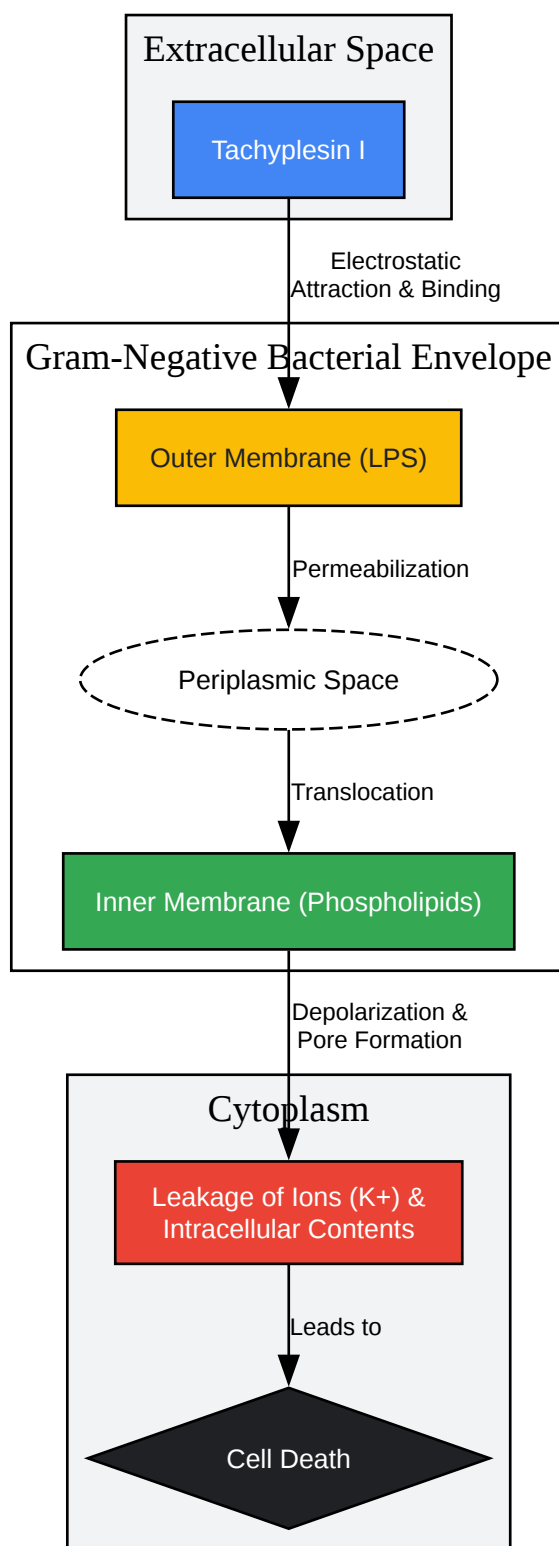 Extracellular Space
Tachyplesin I
Electrostatic
Attraction & Binding
Gram-Negative Bacterial Envelope
Outer Membrane (LPS)
Permeabilization
Periplasmic Space
Translocation
Inner Membrane (Phospholipids)
Depolarization &
Pore Formation
Cytoplasm
Leakage of Ions (K+) &
Intracellular Contents
Leads to
Cell Death